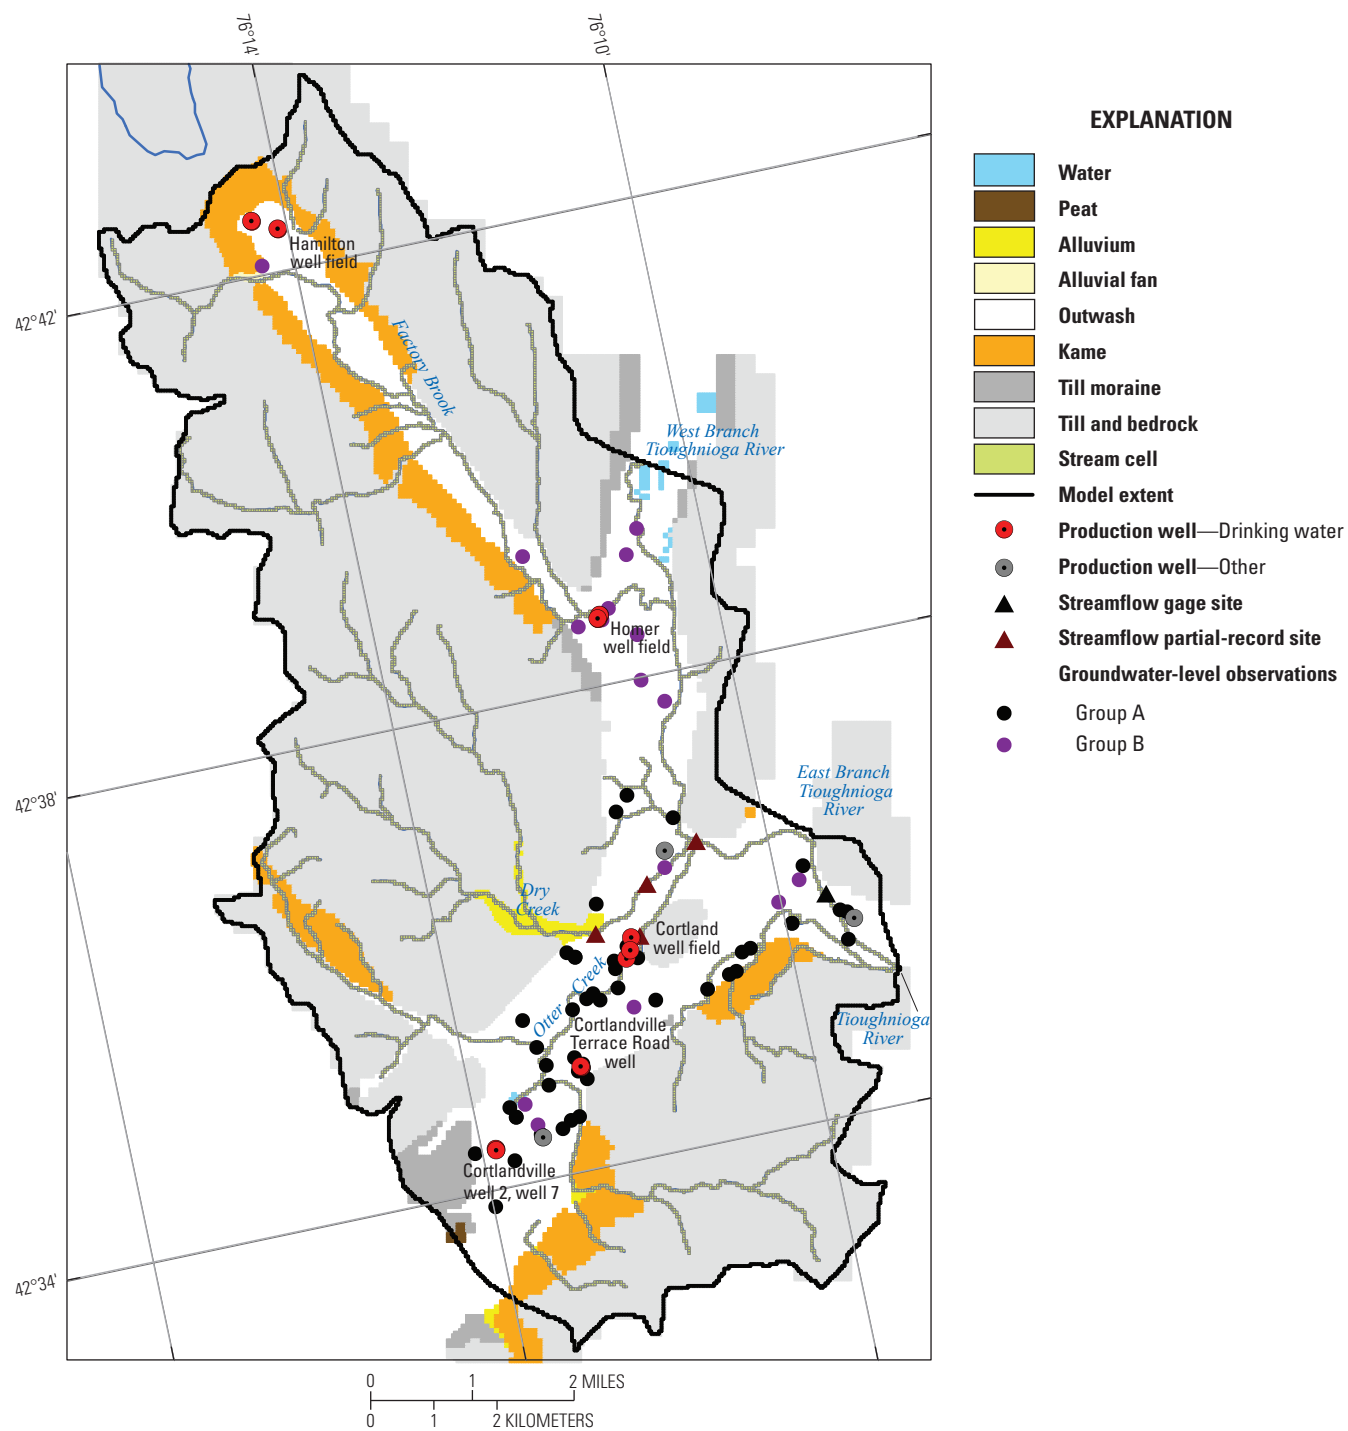 76°14'
76°10'
42°42'
42°38'
42°34'
Hamilton
well field
Factory Brook
West Branch
Tioughnioga River
Homer
well field
East Branch
Tioughnioga
River
Dry
Creek
Cortland
well field
Otter Creek
Cortlandville
Terrace Road
well
Tioughnioga
River
Cortlandville
well 2, well 7
0 1 2 MILES
0 1 2 KILOMETERS
EXPLANATION
Water
Peat
Alluvium
Alluvial fan
Outwash
Kame
Till moraine
Till and bedrock
Stream cell
Model extent
Production well—Drinking water
Production well—Other
Streamflow gage site
Streamflow partial-record site
Groundwater-level observations
Group A
Group B